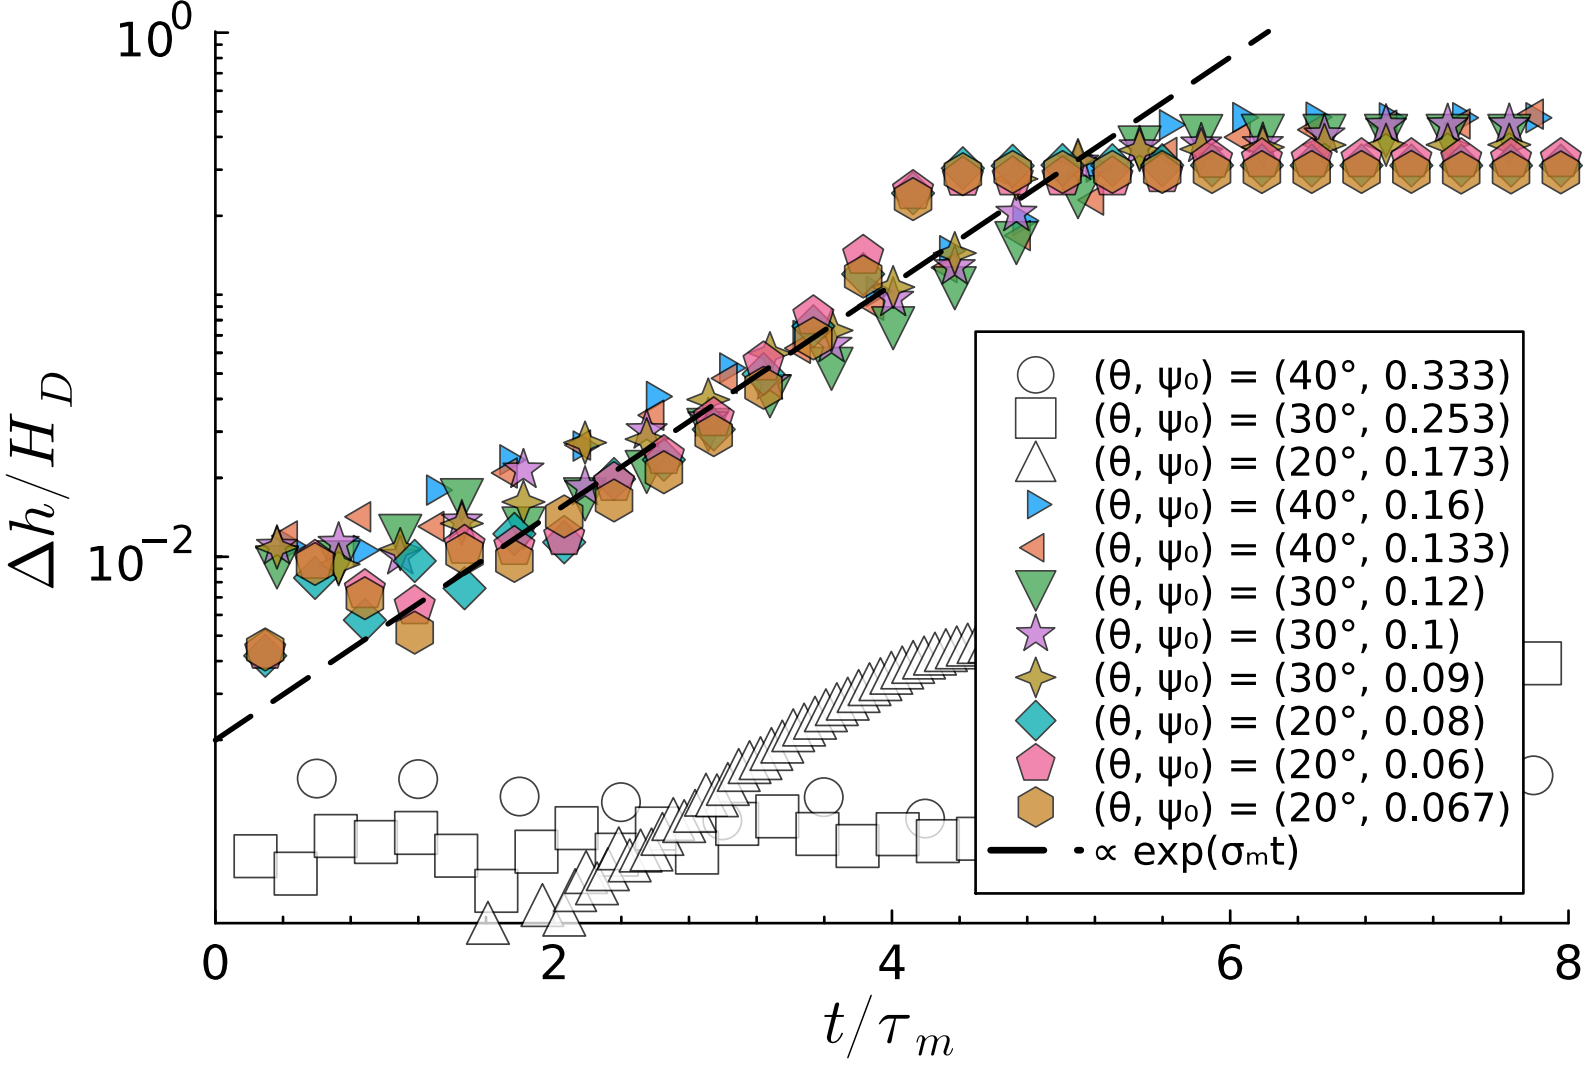 10⁰
Δh/H_D
10⁻²
(θ, ψ₀) = (40°, 0.333)
(θ, ψ₀) = (30°, 0.253)
(θ, ψ₀) = (20°, 0.173)
(θ, ψ₀) = (40°, 0.16)
(θ, ψ₀) = (40°, 0.133)
(θ, ψ₀) = (30°, 0.12)
(θ, ψ₀) = (30°, 0.1)
(θ, ψ₀) = (30°, 0.09)
(θ, ψ₀) = (20°, 0.08)
(θ, ψ₀) = (20°, 0.06)
(θ, ψ₀) = (20°, 0.067)
∝ exp(σₘt)
0 2 4 6 8
t/τ_m